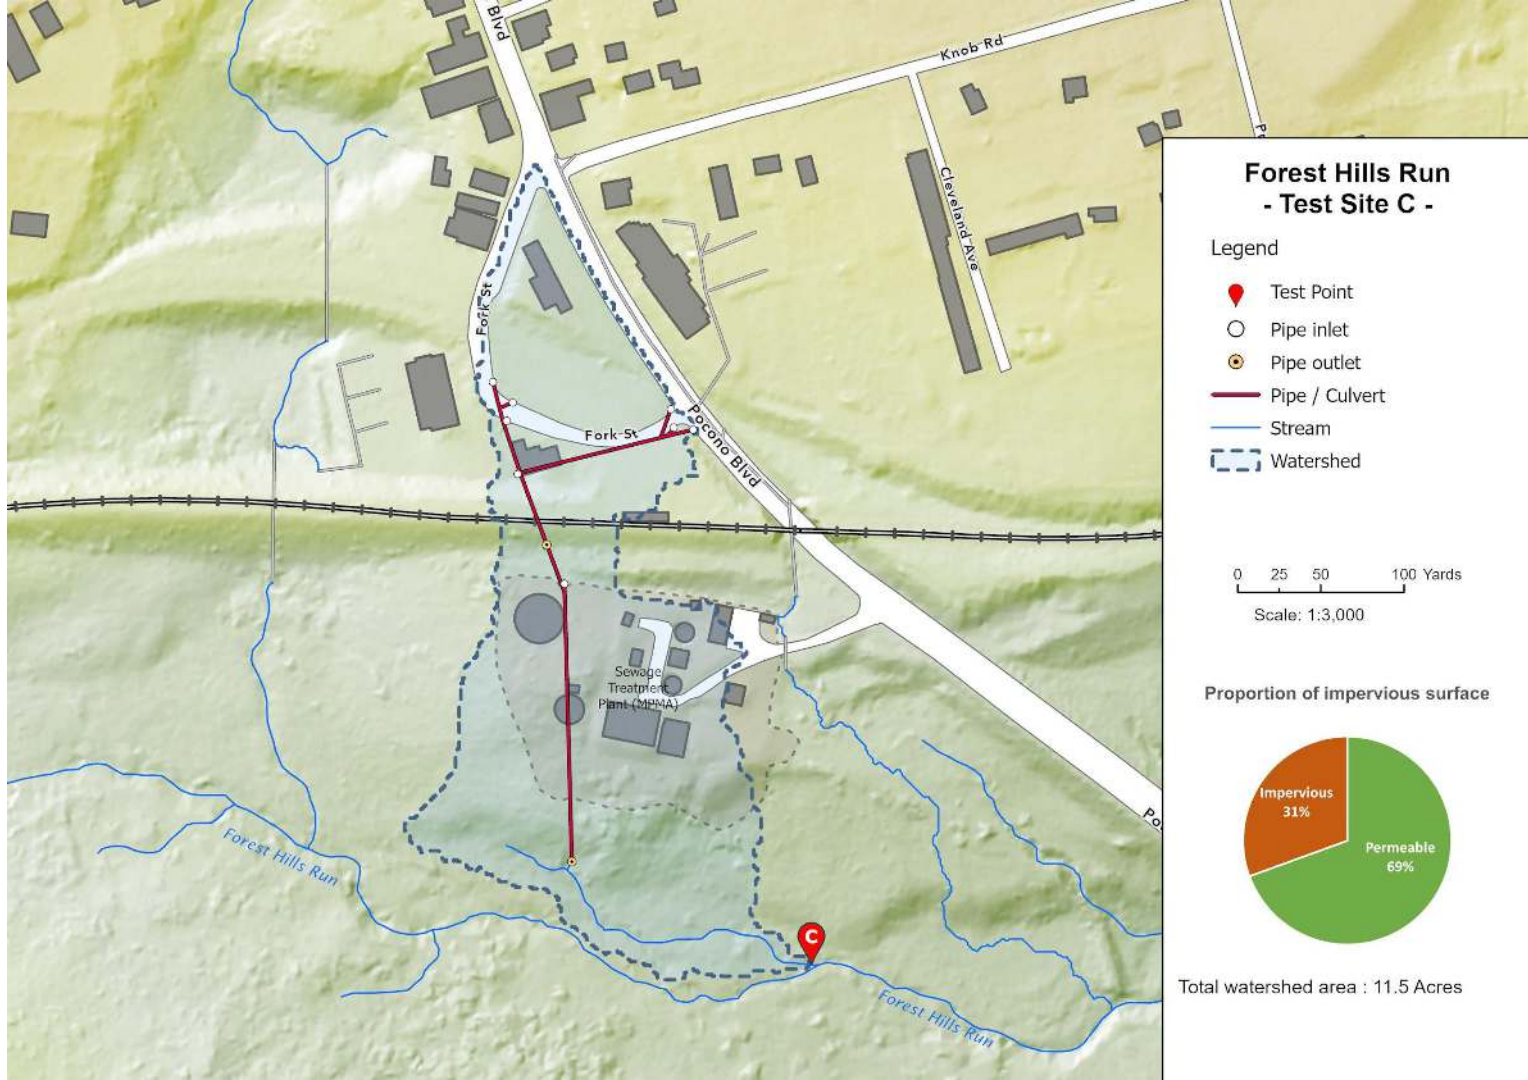 Blvd
Knob Rd
Cleveland Ave
Fork St
Fork St
Pocono Blvd
Sewage
Treatment
Plant (MPMA)
Forest Hills Run
C
Forest Hills Run
Forest Hills Run
- Test Site C -
Legend
Test Point
Pipe inlet
Pipe outlet
Pipe / Culvert
Stream
Watershed
0 25 50 100 Yards
Scale: 1:3,000
Proportion of impervious surface
Impervious
31%
Permeable
69%
Total watershed area : 11.5 Acres